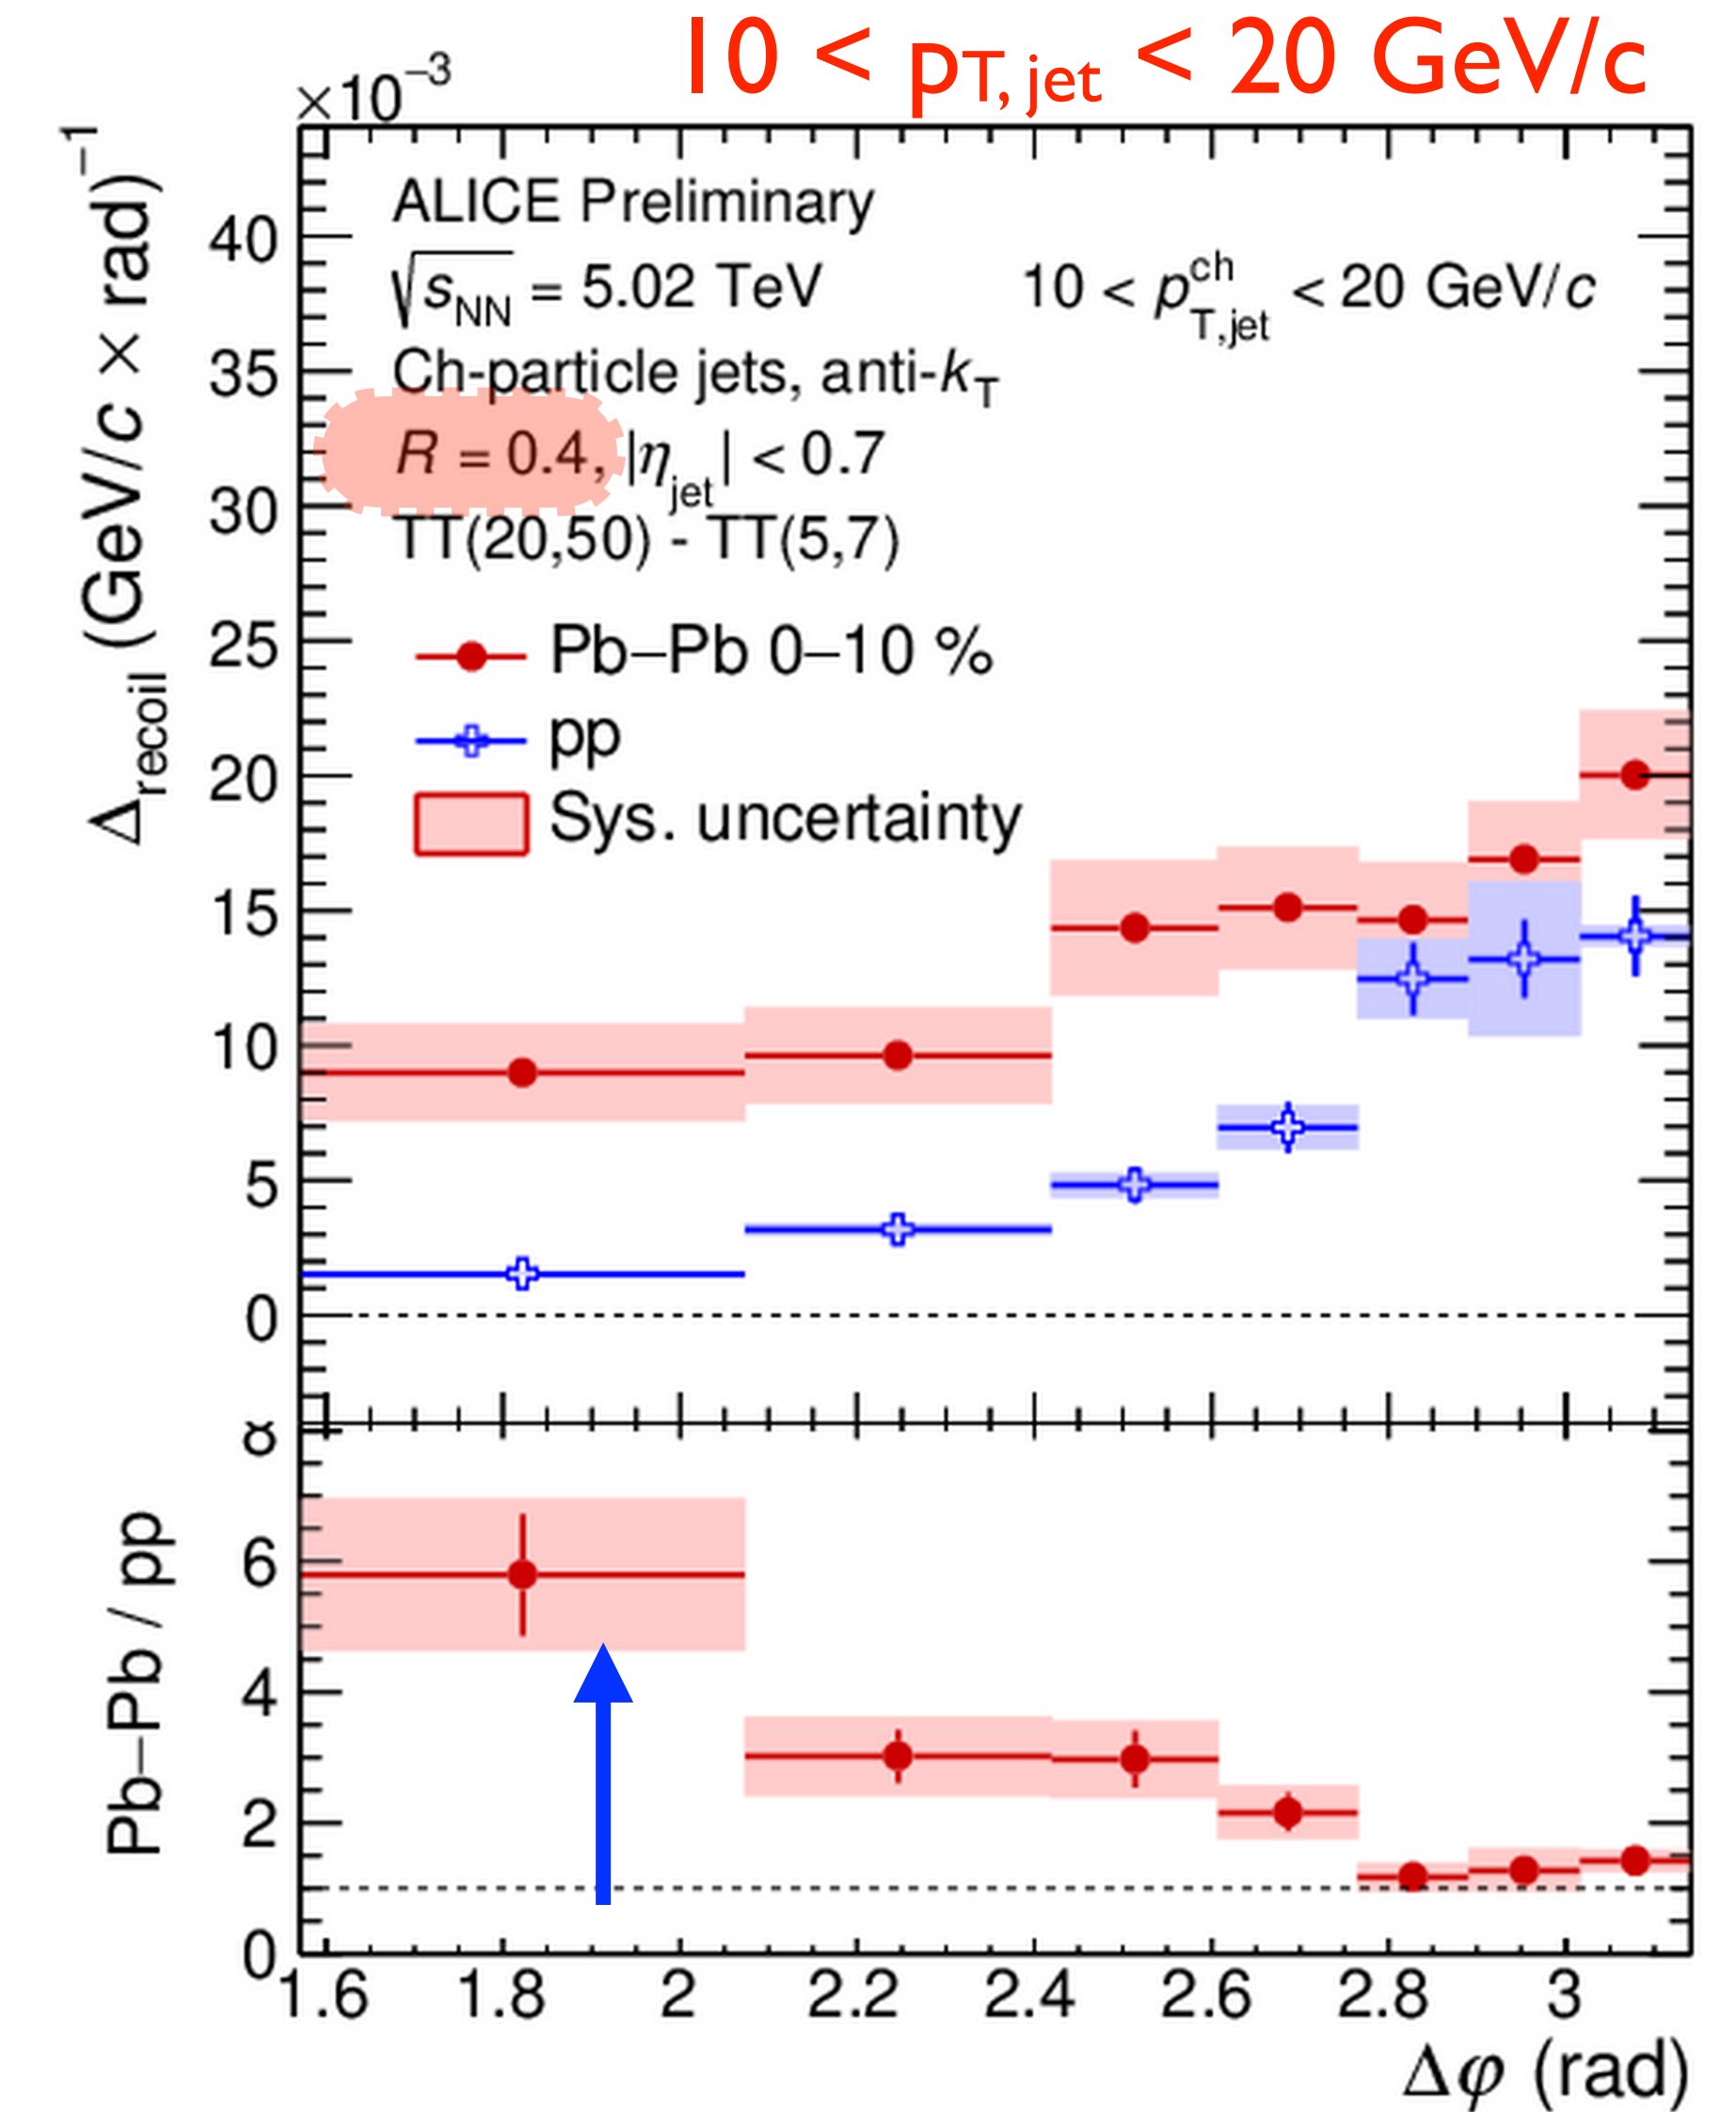 10 < pT, jet < 20 GeV/c
×10⁻³
Δrecoil (GeV/c × rad)⁻¹
ALICE Preliminary
√sNN = 5.02 TeV
10 < p^ch_T,jet < 20 GeV/c
Ch-particle jets, anti-kT
R = 0.4, |ηjet| < 0.7
TT(20,50) - TT(5,7)
Pb–Pb 0–10 %
pp
Sys. uncertainty
40
35
30
25
20
15
10
5
0
Pb–Pb / pp
8
6
4
2
0
1.6 1.8 2 2.2 2.4 2.6 2.8 3
Δφ (rad)